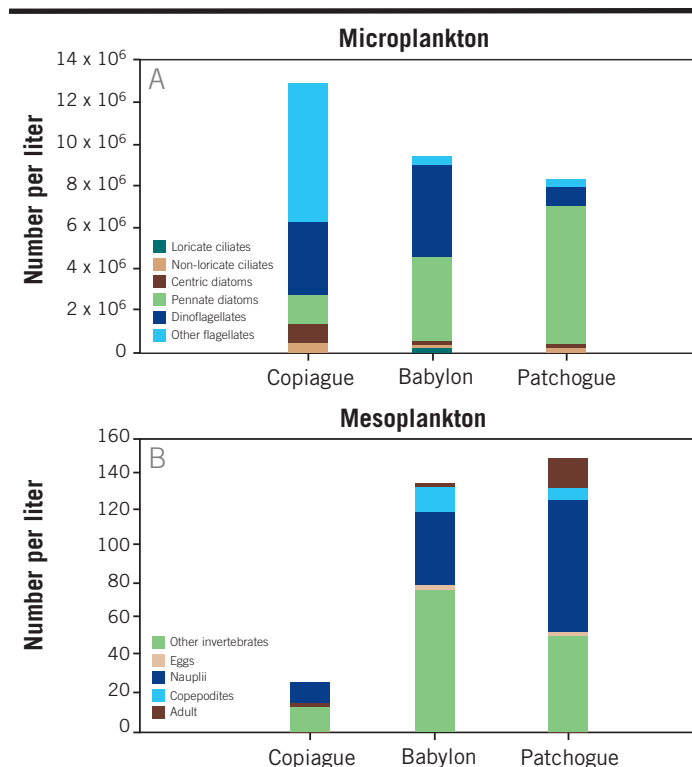 Microplankton
A
Number per liter
14 x 10⁶
12 x 10⁶
10 x 10⁶
8 x 10⁶
6 x 10⁶
4 x 10⁶
2 x 10⁶
0
Loricate ciliates
Non-loricate ciliates
Centric diatoms
Pennate diatoms
Dinoflagellates
Other flagellates
Copiague
Babylon
Patchogue
Mesoplankton
B
Number per liter
160
140
120
100
80
60
40
20
0
Other invertebrates
Eggs
Nauplii
Copepodites
Adult
Copiague
Babylon
Patchogue